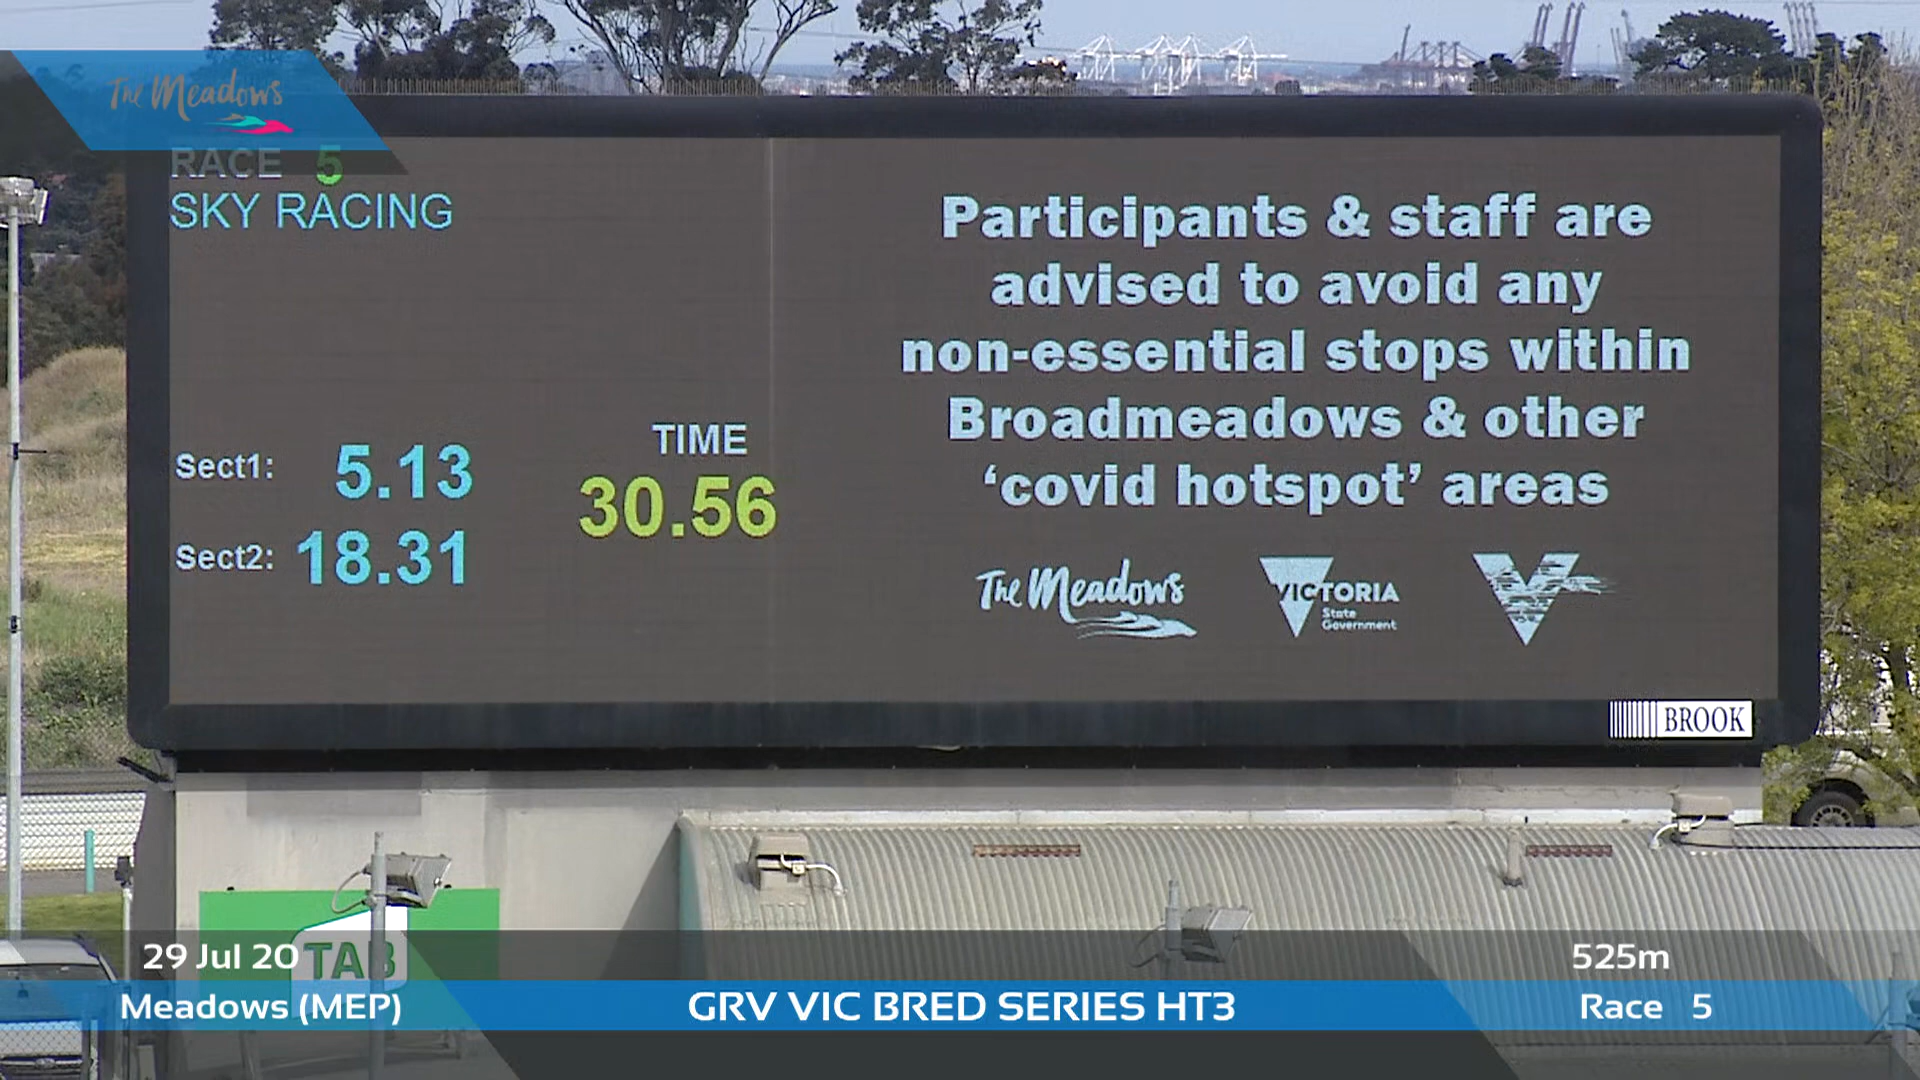 The Meadows
RACE 5
SKY RACING
Participants & staff are
advised to avoid any
non-essential stops within
Broadmeadows & other
‘covid hotspot’ areas
Sect1: 5.13
TIME
30.56
Sect2: 18.31
The Meadows
VICTORIA
State
Government
BROOK
TAB
29 Jul 20
525m
Meadows (MEP)
GRV VIC BRED SERIES HT3
Race 5